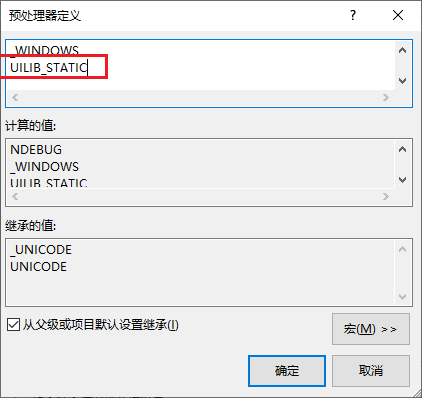 预处理器定义
_WINDOWS
UILIB_STATIC
计算的值:
NDEBUG
_WINDOWS
UILIB_STATIC
继承的值:
_UNICODE
UNICODE
从父级或项目默认设置继承(I)
宏(M) >>
确定
取消